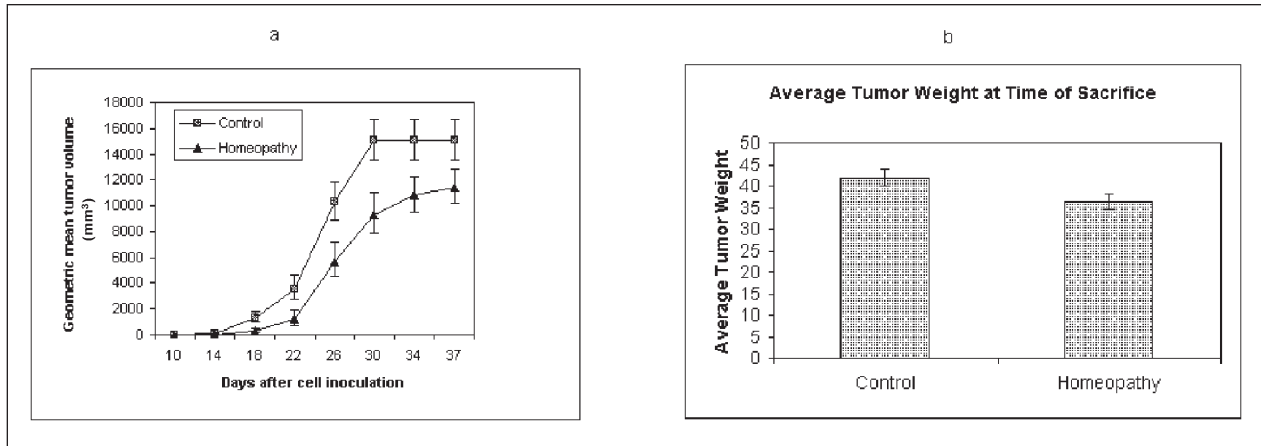 a
18000
16000
14000
12000
10000
8000
6000
4000
2000
0
Geometric mean tumor volume
(mm³)
Control
Homeopathy
10 14 18 22 26 30 34 37
Days after cell inoculation
b
Average Tumor Weight at Time of Sacrifice
50
45
40
35
30
25
20
15
10
5
0
Average Tumor Weight
Control Homeopathy